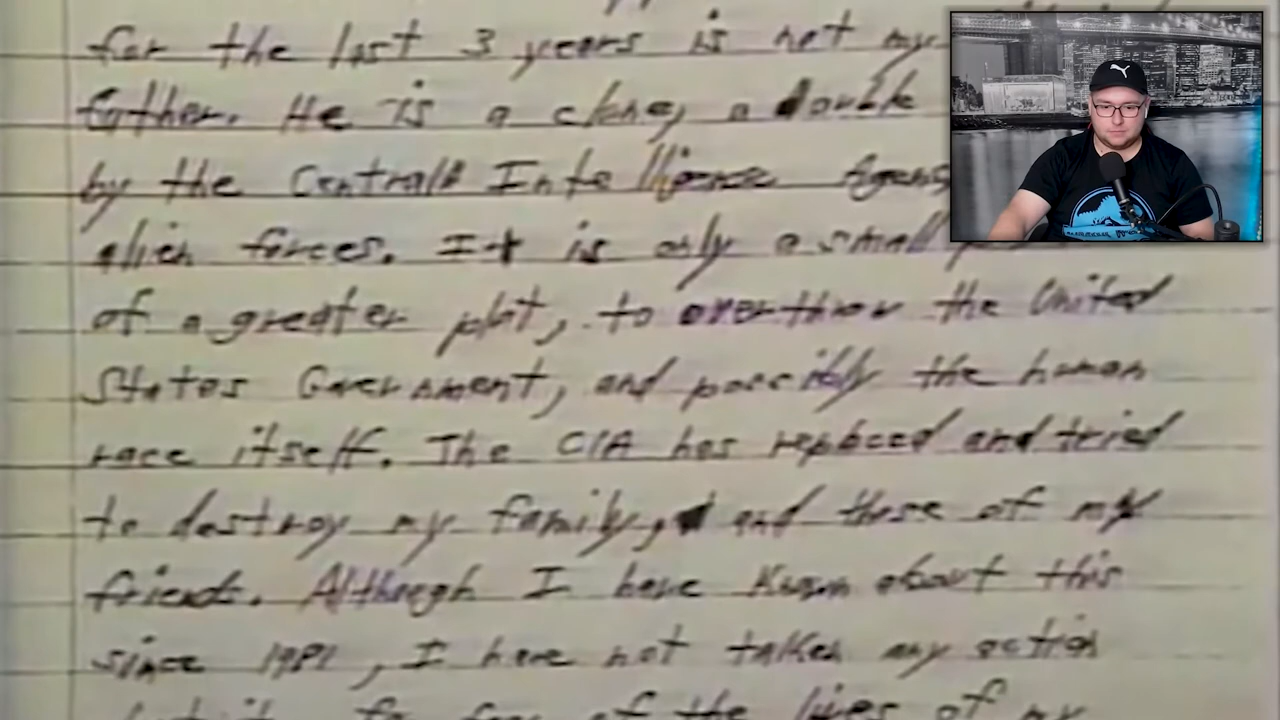 for the last 3 years is not my
father. He is a clone, a double
by the Central Intelligence
alien forces. It is only a small
of a greater plot, to overthrow the United
States Government, and possibly the human
race itself. The CIA has replaced and tried
to destroy my family, and those of my
friends. Although I have Known about this
since 1981, I have not taken any action
of the lives of my